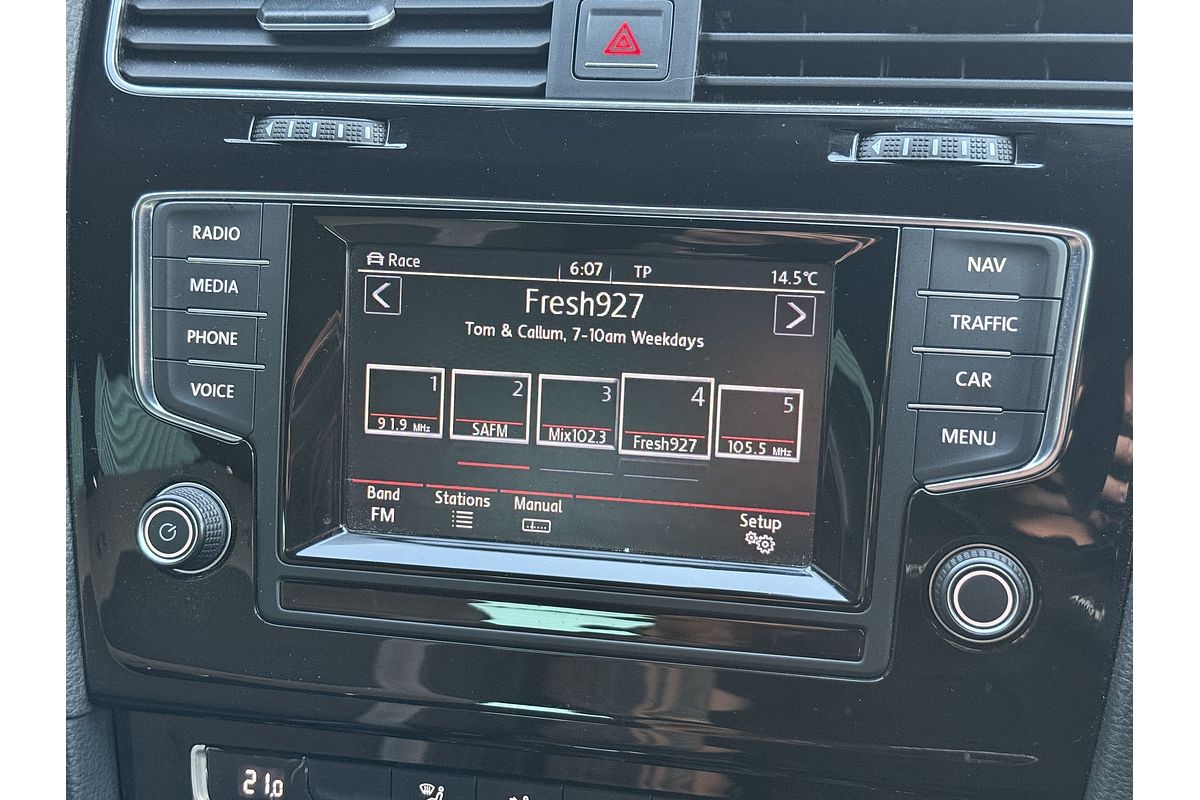 RADIO
MEDIA
PHONE
VOICE
Race
6:07
TP
14.5°C
Fresh927
Tom & Callum, 7-10am Weekdays
1
91.9 MHz
2
SAFM
3
Mix102.3
4
Fresh927
5
105.5 MHz
Band
FM
Stations
Manual
Setup
NAV
TRAFFIC
CAR
MENU
21.0